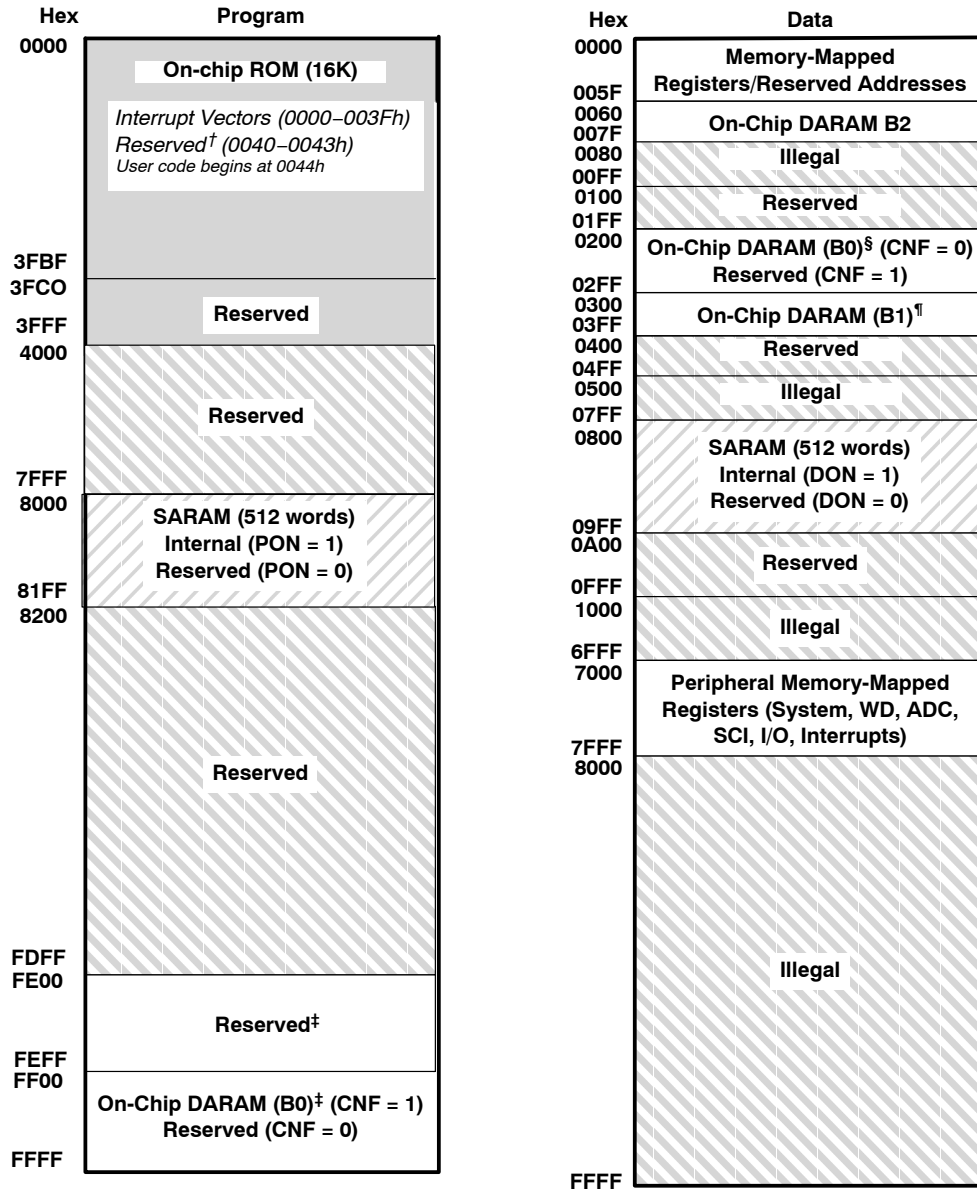 Hex Program
0000
On-chip ROM (16K)
Interrupt Vectors (0000–003Fh)
Reserved† (0040–0043h)
User code begins at 0044h
3FBF
3FCO
Reserved
3FFF
4000
Reserved
7FFF
8000
SARAM (512 words)
Internal (PON = 1)
Reserved (PON = 0)
81FF
8200
Reserved
FDFF
FE00
Reserved‡
FEFF
FF00
On-Chip DARAM (B0)‡ (CNF = 1)
Reserved (CNF = 0)
FFFF
Hex Data
0000
Memory-Mapped
Registers/Reserved Addresses
005F
0060
On-Chip DARAM B2
007F
0080
Illegal
00FF
0100
Reserved
01FF
0200
On-Chip DARAM (B0)§ (CNF = 0)
Reserved (CNF = 1)
02FF
0300
On-Chip DARAM (B1)¶
03FF
0400
Reserved
04FF
0500
Illegal
07FF
0800
SARAM (512 words)
Internal (DON = 1)
Reserved (DON = 0)
09FF
0A00
Reserved
0FFF
1000
Illegal
6FFF
7000
Peripheral Memory-Mapped
Registers (System, WD, ADC,
SCI, I/O, Interrupts)
7FFF
8000
Illegal
FFFF